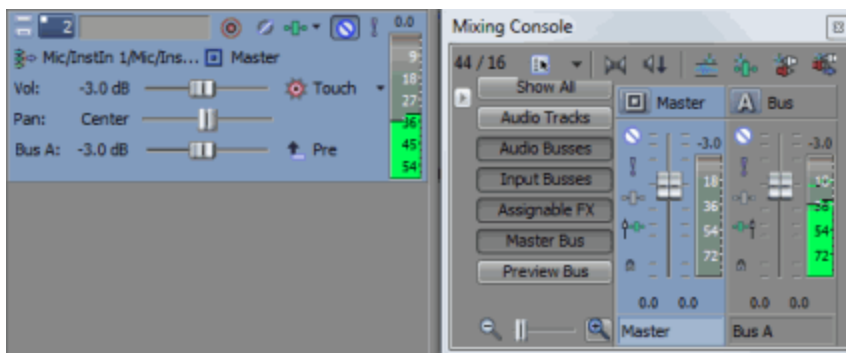 2
0.0
9
18
27
36
45
54
Mic/InstIn 1/Mic/Ins... Master
Vol: -3.0 dB Touch
Pan: Center
Bus A: -3.0 dB Pre
Mixing Console
44 / 16
Show All
Audio Tracks
Audio Busses
Input Busses
Assignable FX
Master Bus
Preview Bus
Master
-3.0
18
36
54
72
0.0 0.0
Master
A Bus
-3.0
18
36
54
72
0.0 0.0
Bus A